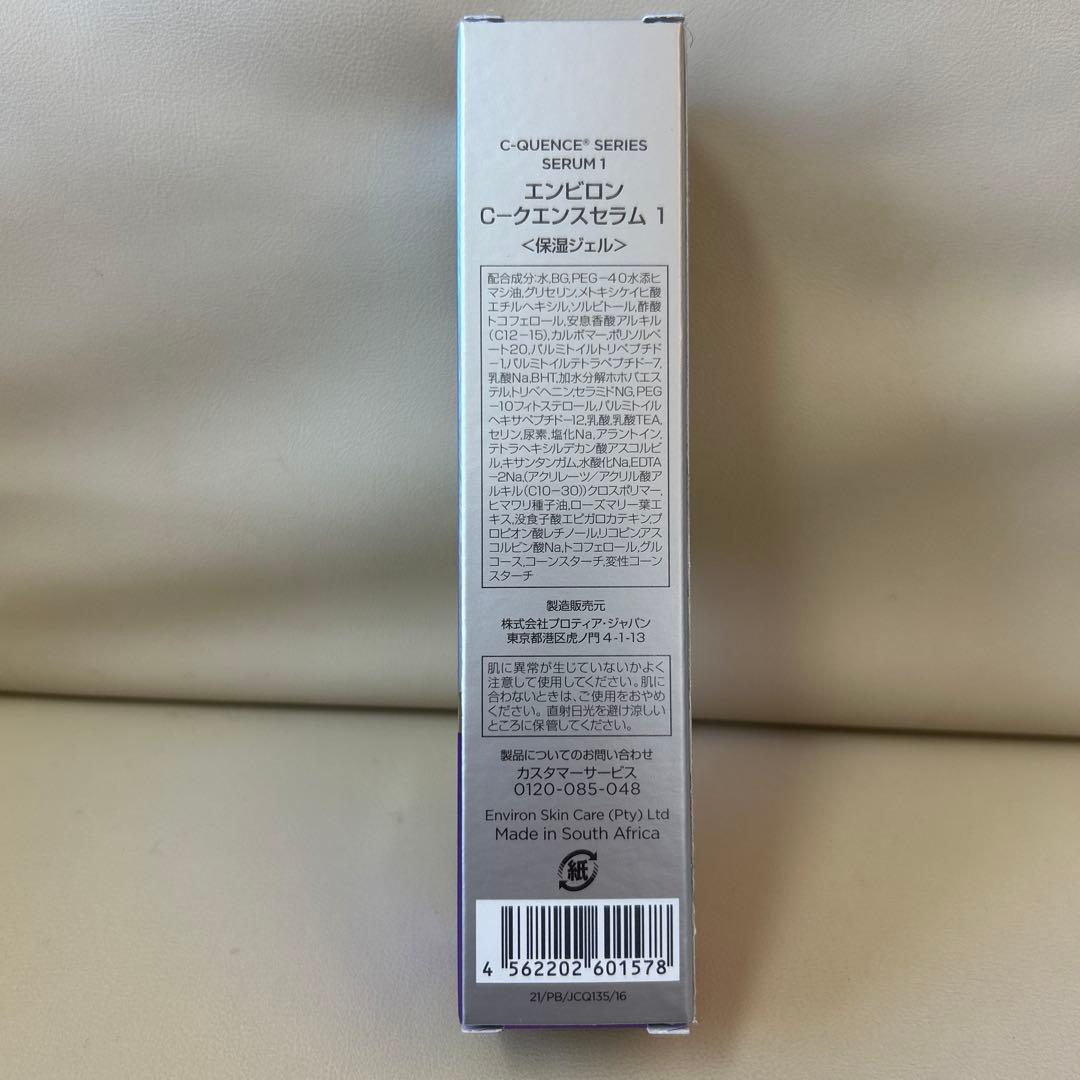 C-QUENCE® SERIES
SERUM 1
エンビロン
C－クエンスセラム 1
＜保湿ジェル＞
配合成分:水,BG,PEG－40水添ヒ
マシ油,グリセリン,メトキシケイヒ酸
エチルヘキシル,ソルビトール,酢酸
トコフェロール,安息香酸アルキル
(C12－15),カルボマー,ポリソルベ
ート20,パルミトイルトリペプチド
－1,パルミトイルテトラペプチド－7,
乳酸Na,BHT,加水分解ホホバエス
テル,トリベヘニン,セラミドNG,PEG
－10フィトステロール,パルミトイル
ヘキサペプチド－12,乳酸,乳酸TEA,
セリン,尿素,塩化Na,アラントイン,
テトラヘキシルデカン酸アスコルビ
ル,キサンタンガム,水酸化Na,EDTA
－2Na,(アクリレーツ／アクリル酸ア
ルキル(C10－30))クロスポリマー,
ヒマワリ種子油,ローズマリー葉エ
キス,没食子酸エピガロカテキン,プ
ロピオン酸レチノール,リコピン,アス
コルビン酸Na,トコフェロール,グル
コース,コーンスターチ,変性コーン
スターチ
製造販売元
株式会社プロティア・ジャパン
東京都港区虎ノ門 4-1-13
肌に異常が生じていないかよく
注意して使用してください。肌に
合わないときは、ご使用をおやめ
ください。直射日光を避け涼しい
ところに保管してください。
製品についてのお問い合わせ
カスタマーサービス
0120-085-048
Environ Skin Care (Pty) Ltd
Made in South Africa
紙
4 562202 601578
21/PB/JCQ135/16